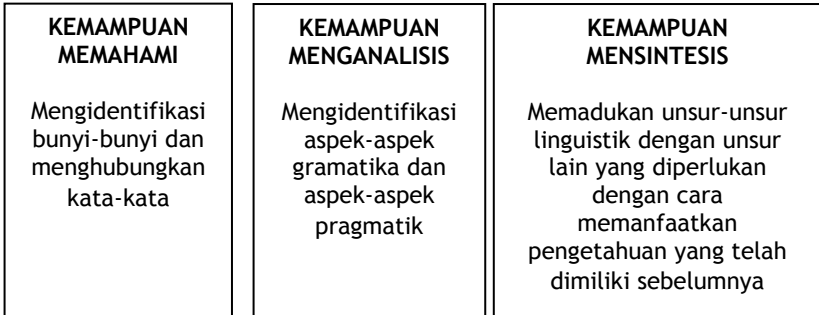 KEMAMPUAN
MEMAHAMI
Mengidentifikasi
bunyi-bunyi dan
menghubungkan
kata-kata
KEMAMPUAN
MENGANALISIS
Mengidentifikasi
aspek-aspek
gramatika dan
aspek-aspek
pragmatik
KEMAMPUAN
MENSINTESIS
Memadukan unsur-unsur
linguistik dengan unsur
lain yang diperlukan
dengan cara
memanfaatkan
pengetahuan yang telah
dimiliki sebelumnya